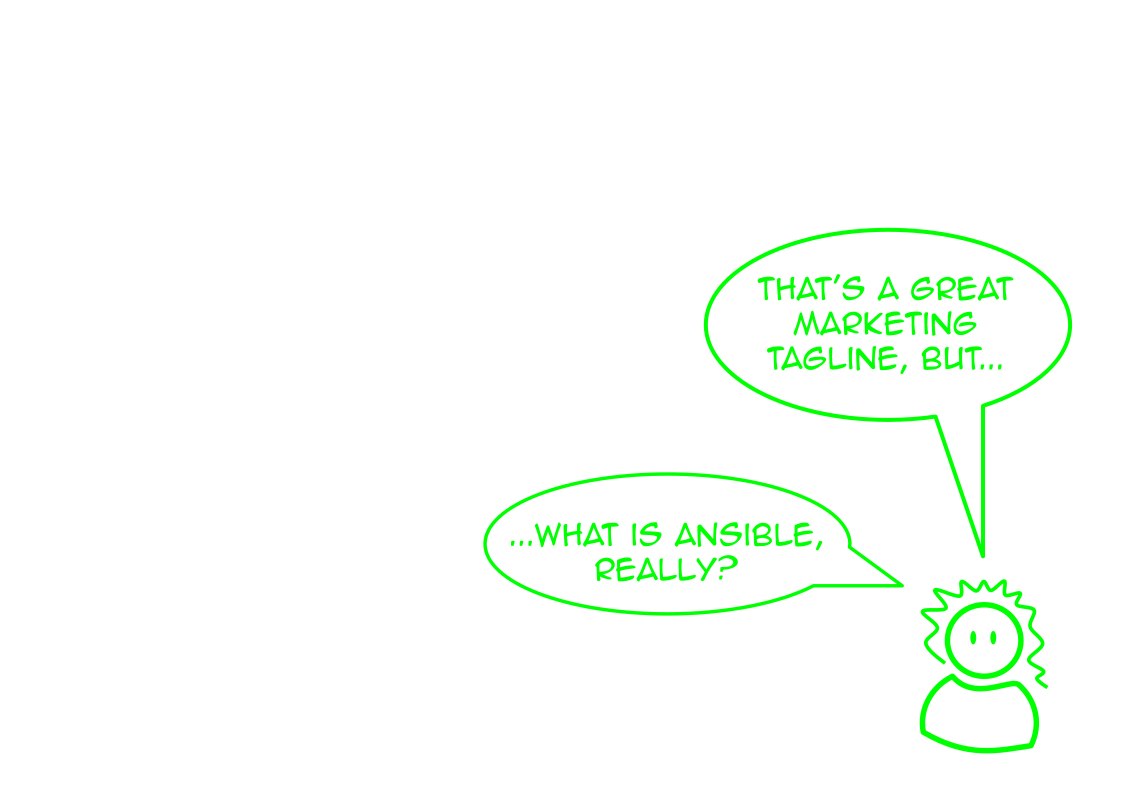 THAT'S A GREAT
MARKETING
TAGLINE, BUT...
...WHAT IS ANSIBLE,
REALLY?